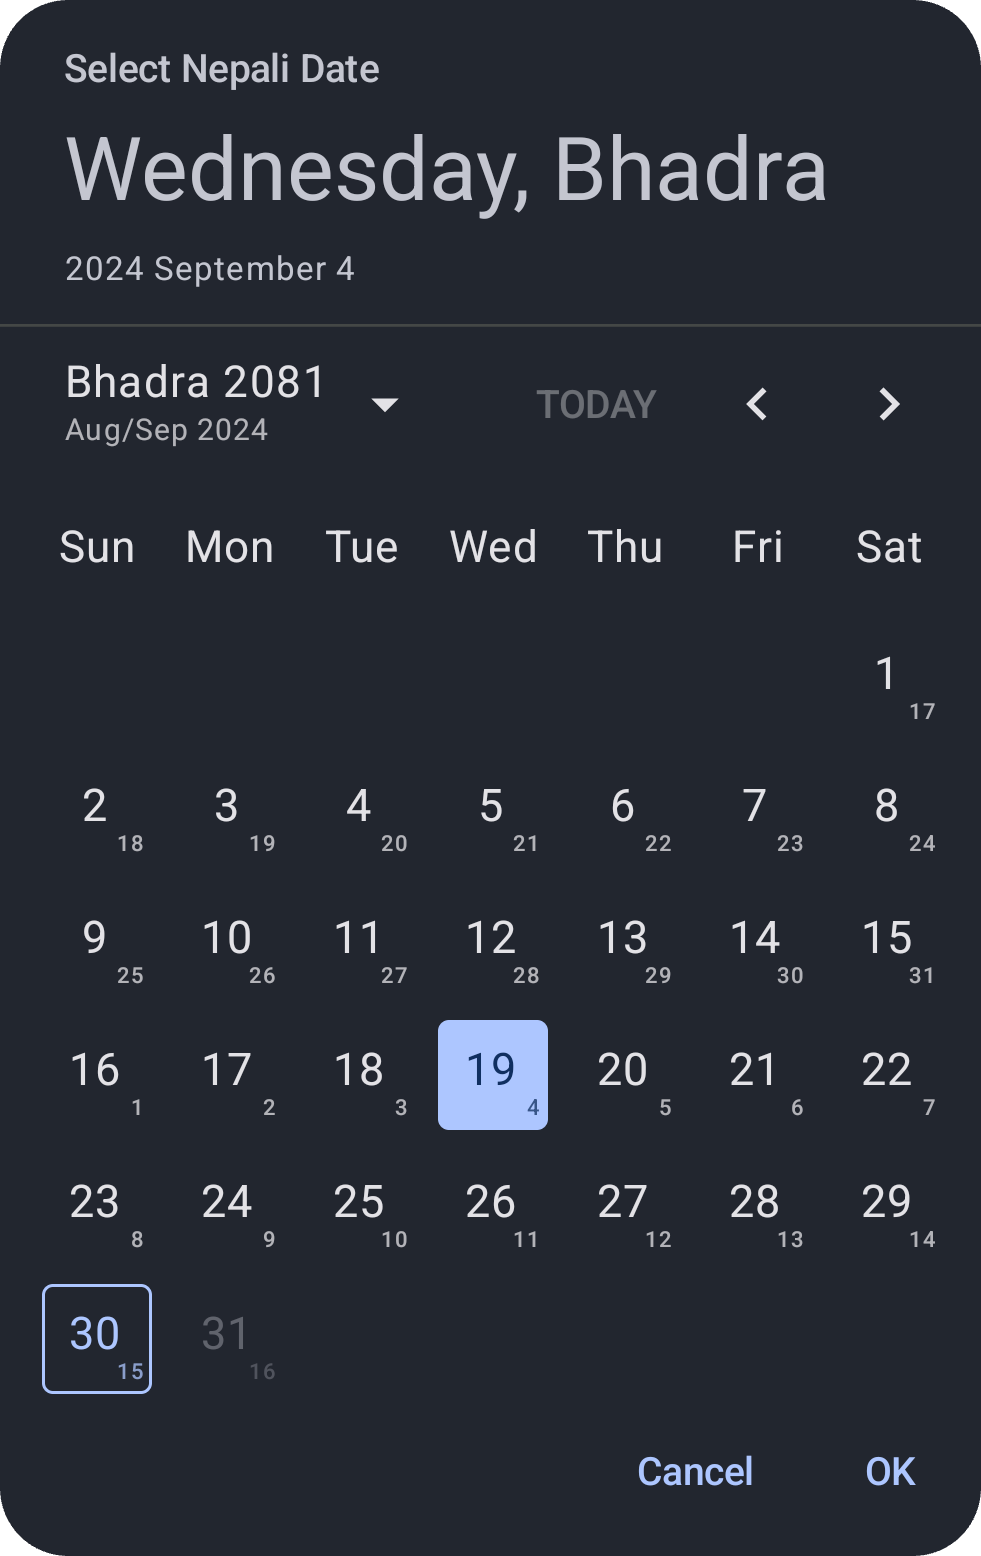 Select Nepali Date
Wednesday, Bhadra
2024 September 4
Bhadra 2081
Aug/Sep 2024
TODAY
Sun Mon Tue Wed Thu Fri Sat
1
17
2 3 4 5 6 7 8
18 19 20 21 22 23 24
9 10 11 12 13 14 15
25 26 27 28 29 30 31
16 17 18 19 20 21 22
1 2 3 4 5 6 7
23 24 25 26 27 28 29
8 9 10 11 12 13 14
30 31
15 16
Cancel OK